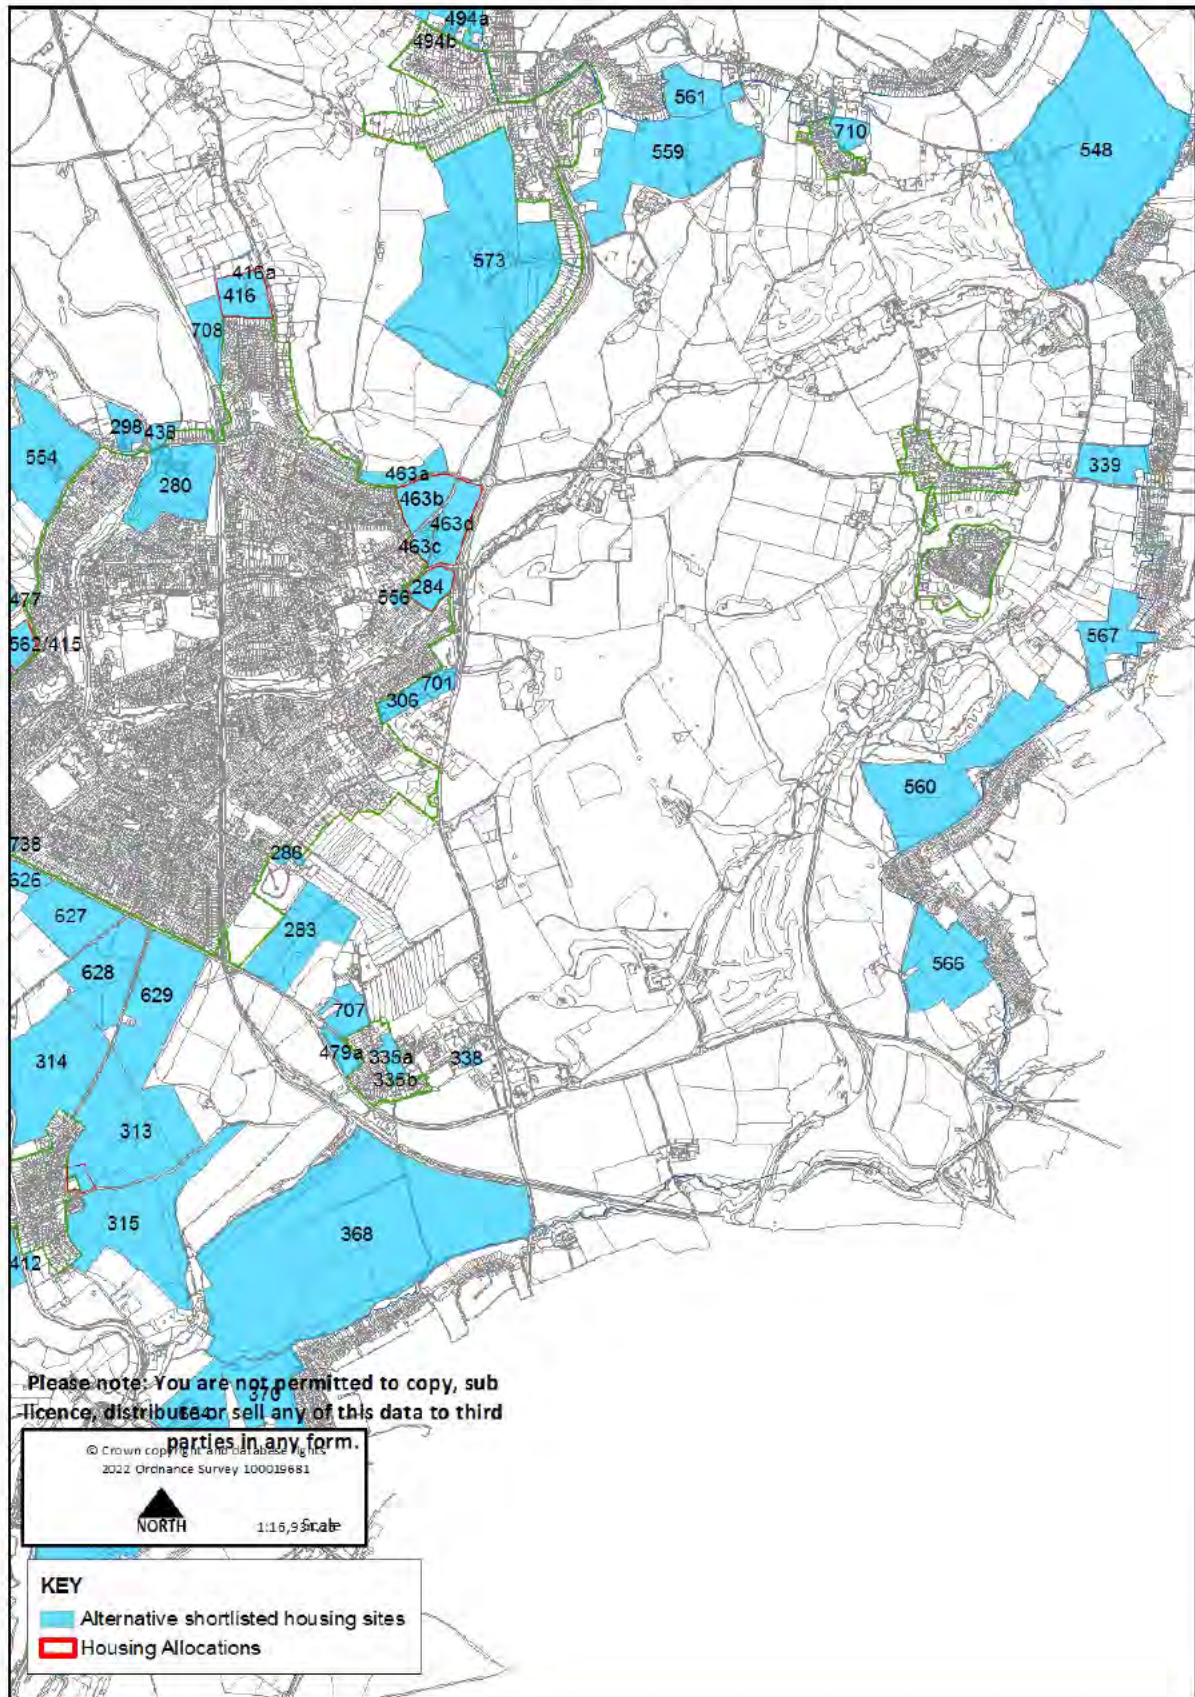 494a
494b
561
710
559
548
573
416a
416
708
298
438
554
280
339
463a
463b
463d
463c
556
284
477
562/415
567
701
306
560
738
626
286
627
283
566
628
629
707
314
479a
335a
338
335b
313
315
368
412
Please note: You are not permitted to copy, sub
370
licence, distribute or sell any of this data to third
parties in any form.
© Crown copyright and database rights
2022 Ordnance Survey 100019681
NORTH
Scale
KEY
Alternative shortlisted housing sites
Housing Allocations